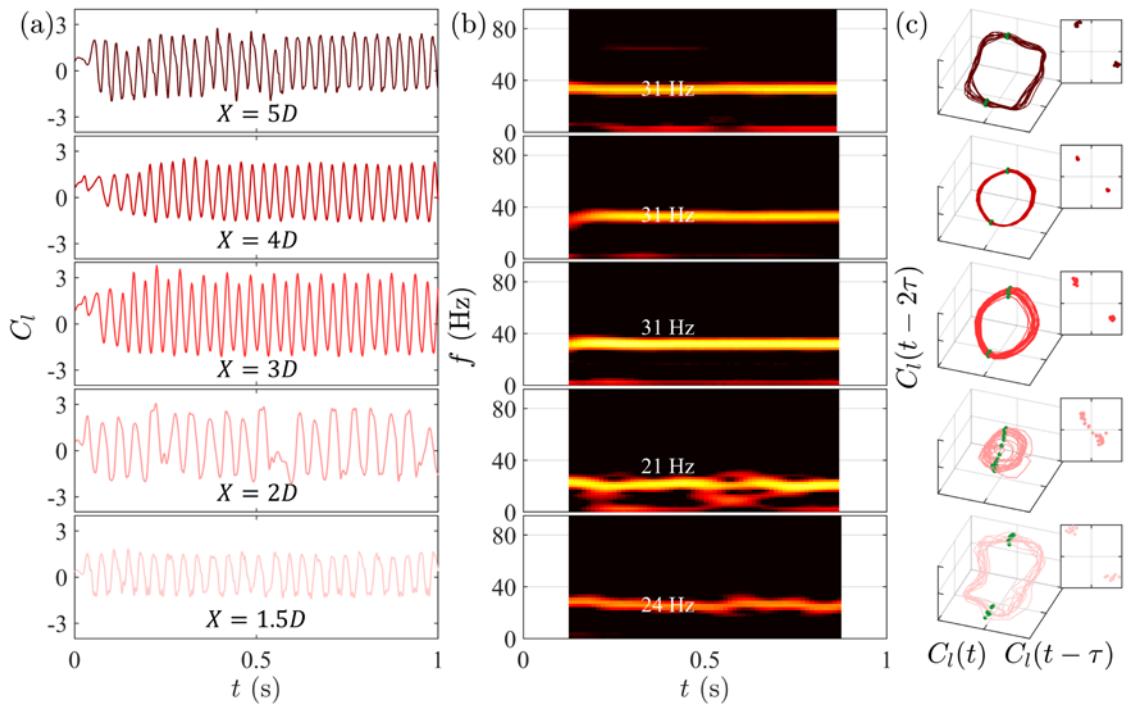 (a)
(b)
(c)
3
0
-3
X = 5D
80
40
0
31 Hz
3
0
-3
X = 4D
80
40
0
31 Hz
3
0
-3
X = 3D
80
40
0
31 Hz
3
0
-3
X = 2D
80
40
0
21 Hz
3
0
-3
X = 1.5D
80
40
0
24 Hz
C_l
f (Hz)
C_l(t − 2τ)
0
0.5
1
0
0.5
1
t (s)
t (s)
C_l(t)
C_l(t − τ)